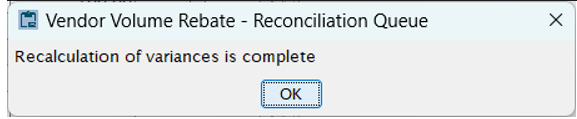 Vendor Volume Rebate - Reconciliation Queue
Recalculation of variances is complete
OK